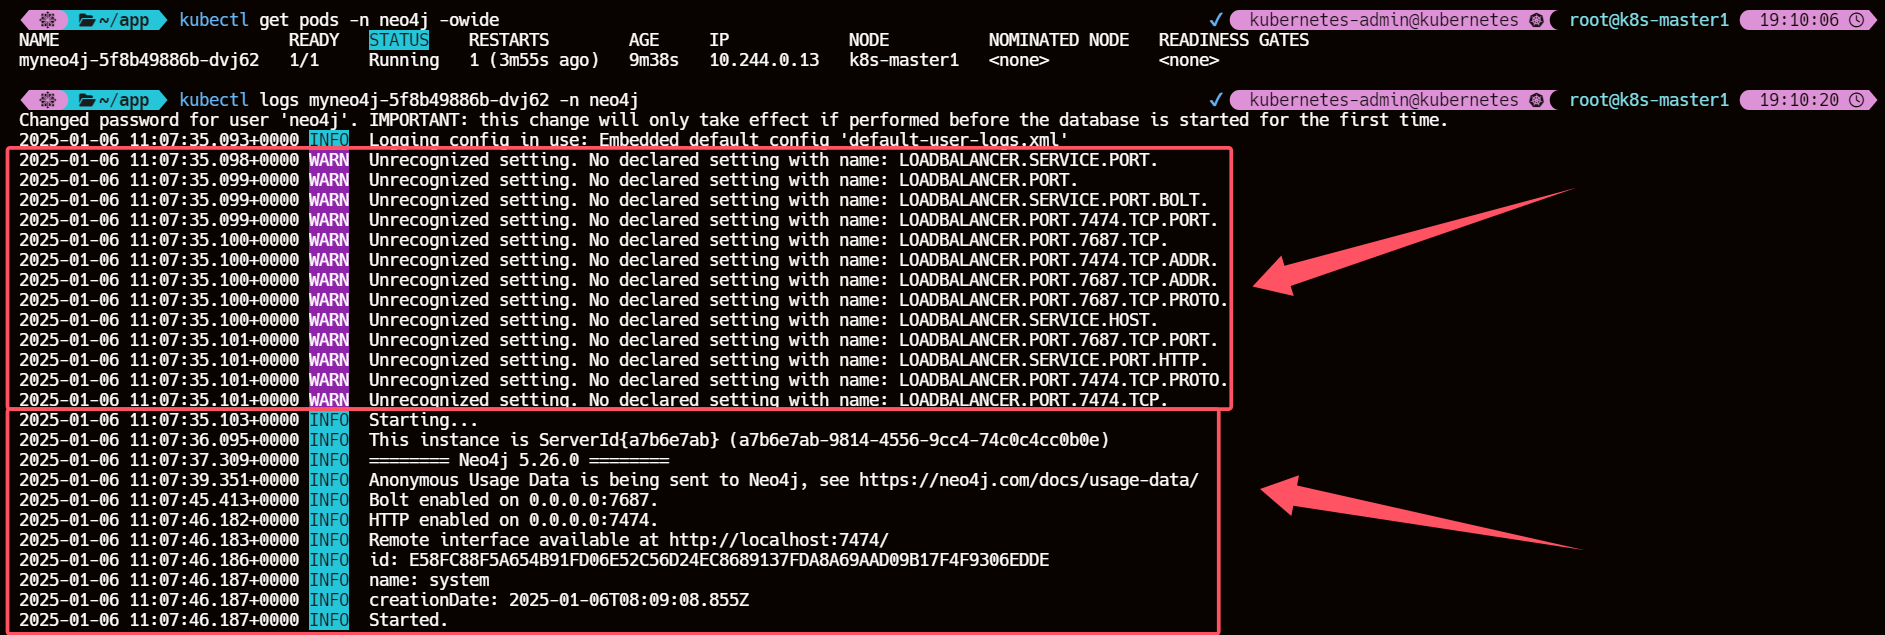 ~/app kubectl get pods -n neo4j -owide ✓ kubernetes-admin@kubernetes root@k8s-master1 19:10:06
NAME READY STATUS RESTARTS AGE IP NODE NOMINATED NODE READINESS GATES
myneo4j-5f8b49886b-dvj62 1/1 Running 1 (3m55s ago) 9m38s 10.244.0.13 k8s-master1 <none> <none>
~/app kubectl logs myneo4j-5f8b49886b-dvj62 -n neo4j ✓ kubernetes-admin@kubernetes root@k8s-master1 19:10:20
Changed password for user 'neo4j'. IMPORTANT: this change will only take effect if performed before the database is started for the first time.
2025-01-06 11:07:35.093+0000 INFO Logging config in use: Embedded default config 'default-user-logs.xml'
2025-01-06 11:07:35.098+0000 WARN Unrecognized setting. No declared setting with name: LOADBALANCER.SERVICE.PORT.
2025-01-06 11:07:35.099+0000 WARN Unrecognized setting. No declared setting with name: LOADBALANCER.PORT.
2025-01-06 11:07:35.099+0000 WARN Unrecognized setting. No declared setting with name: LOADBALANCER.SERVICE.PORT.BOLT.
2025-01-06 11:07:35.099+0000 WARN Unrecognized setting. No declared setting with name: LOADBALANCER.PORT.7474.TCP.PORT.
2025-01-06 11:07:35.100+0000 WARN Unrecognized setting. No declared setting with name: LOADBALANCER.PORT.7687.TCP.
2025-01-06 11:07:35.100+0000 WARN Unrecognized setting. No declared setting with name: LOADBALANCER.PORT.7474.TCP.ADDR.
2025-01-06 11:07:35.100+0000 WARN Unrecognized setting. No declared setting with name: LOADBALANCER.PORT.7687.TCP.ADDR.
2025-01-06 11:07:35.100+0000 WARN Unrecognized setting. No declared setting with name: LOADBALANCER.PORT.7687.TCP.PROTO.
2025-01-06 11:07:35.100+0000 WARN Unrecognized setting. No declared setting with name: LOADBALANCER.SERVICE.HOST.
2025-01-06 11:07:35.101+0000 WARN Unrecognized setting. No declared setting with name: LOADBALANCER.PORT.7687.TCP.PORT.
2025-01-06 11:07:35.101+0000 WARN Unrecognized setting. No declared setting with name: LOADBALANCER.SERVICE.PORT.HTTP.
2025-01-06 11:07:35.101+0000 WARN Unrecognized setting. No declared setting with name: LOADBALANCER.PORT.7474.TCP.PROTO.
2025-01-06 11:07:35.101+0000 WARN Unrecognized setting. No declared setting with name: LOADBALANCER.PORT.7474.TCP.
2025-01-06 11:07:35.103+0000 INFO Starting...
2025-01-06 11:07:36.095+0000 INFO This instance is ServerId{a7b6e7ab} (a7b6e7ab-9814-4556-9cc4-74c0c4cc0b0e)
2025-01-06 11:07:37.309+0000 INFO ======== Neo4j 5.26.0 ========
2025-01-06 11:07:39.351+0000 INFO Anonymous Usage Data is being sent to Neo4j, see https://neo4j.com/docs/usage-data/
2025-01-06 11:07:45.413+0000 INFO Bolt enabled on 0.0.0.0:7687.
2025-01-06 11:07:46.182+0000 INFO HTTP enabled on 0.0.0.0:7474.
2025-01-06 11:07:46.183+0000 INFO Remote interface available at http://localhost:7474/
2025-01-06 11:07:46.186+0000 INFO id: E58FC88F5A654B91FD06E52C56D24EC8689137FDA8A69AAD09B17F4F9306EDDE
2025-01-06 11:07:46.187+0000 INFO name: system
2025-01-06 11:07:46.187+0000 INFO creationDate: 2025-01-06T08:09:08.855Z
2025-01-06 11:07:46.187+0000 INFO Started.